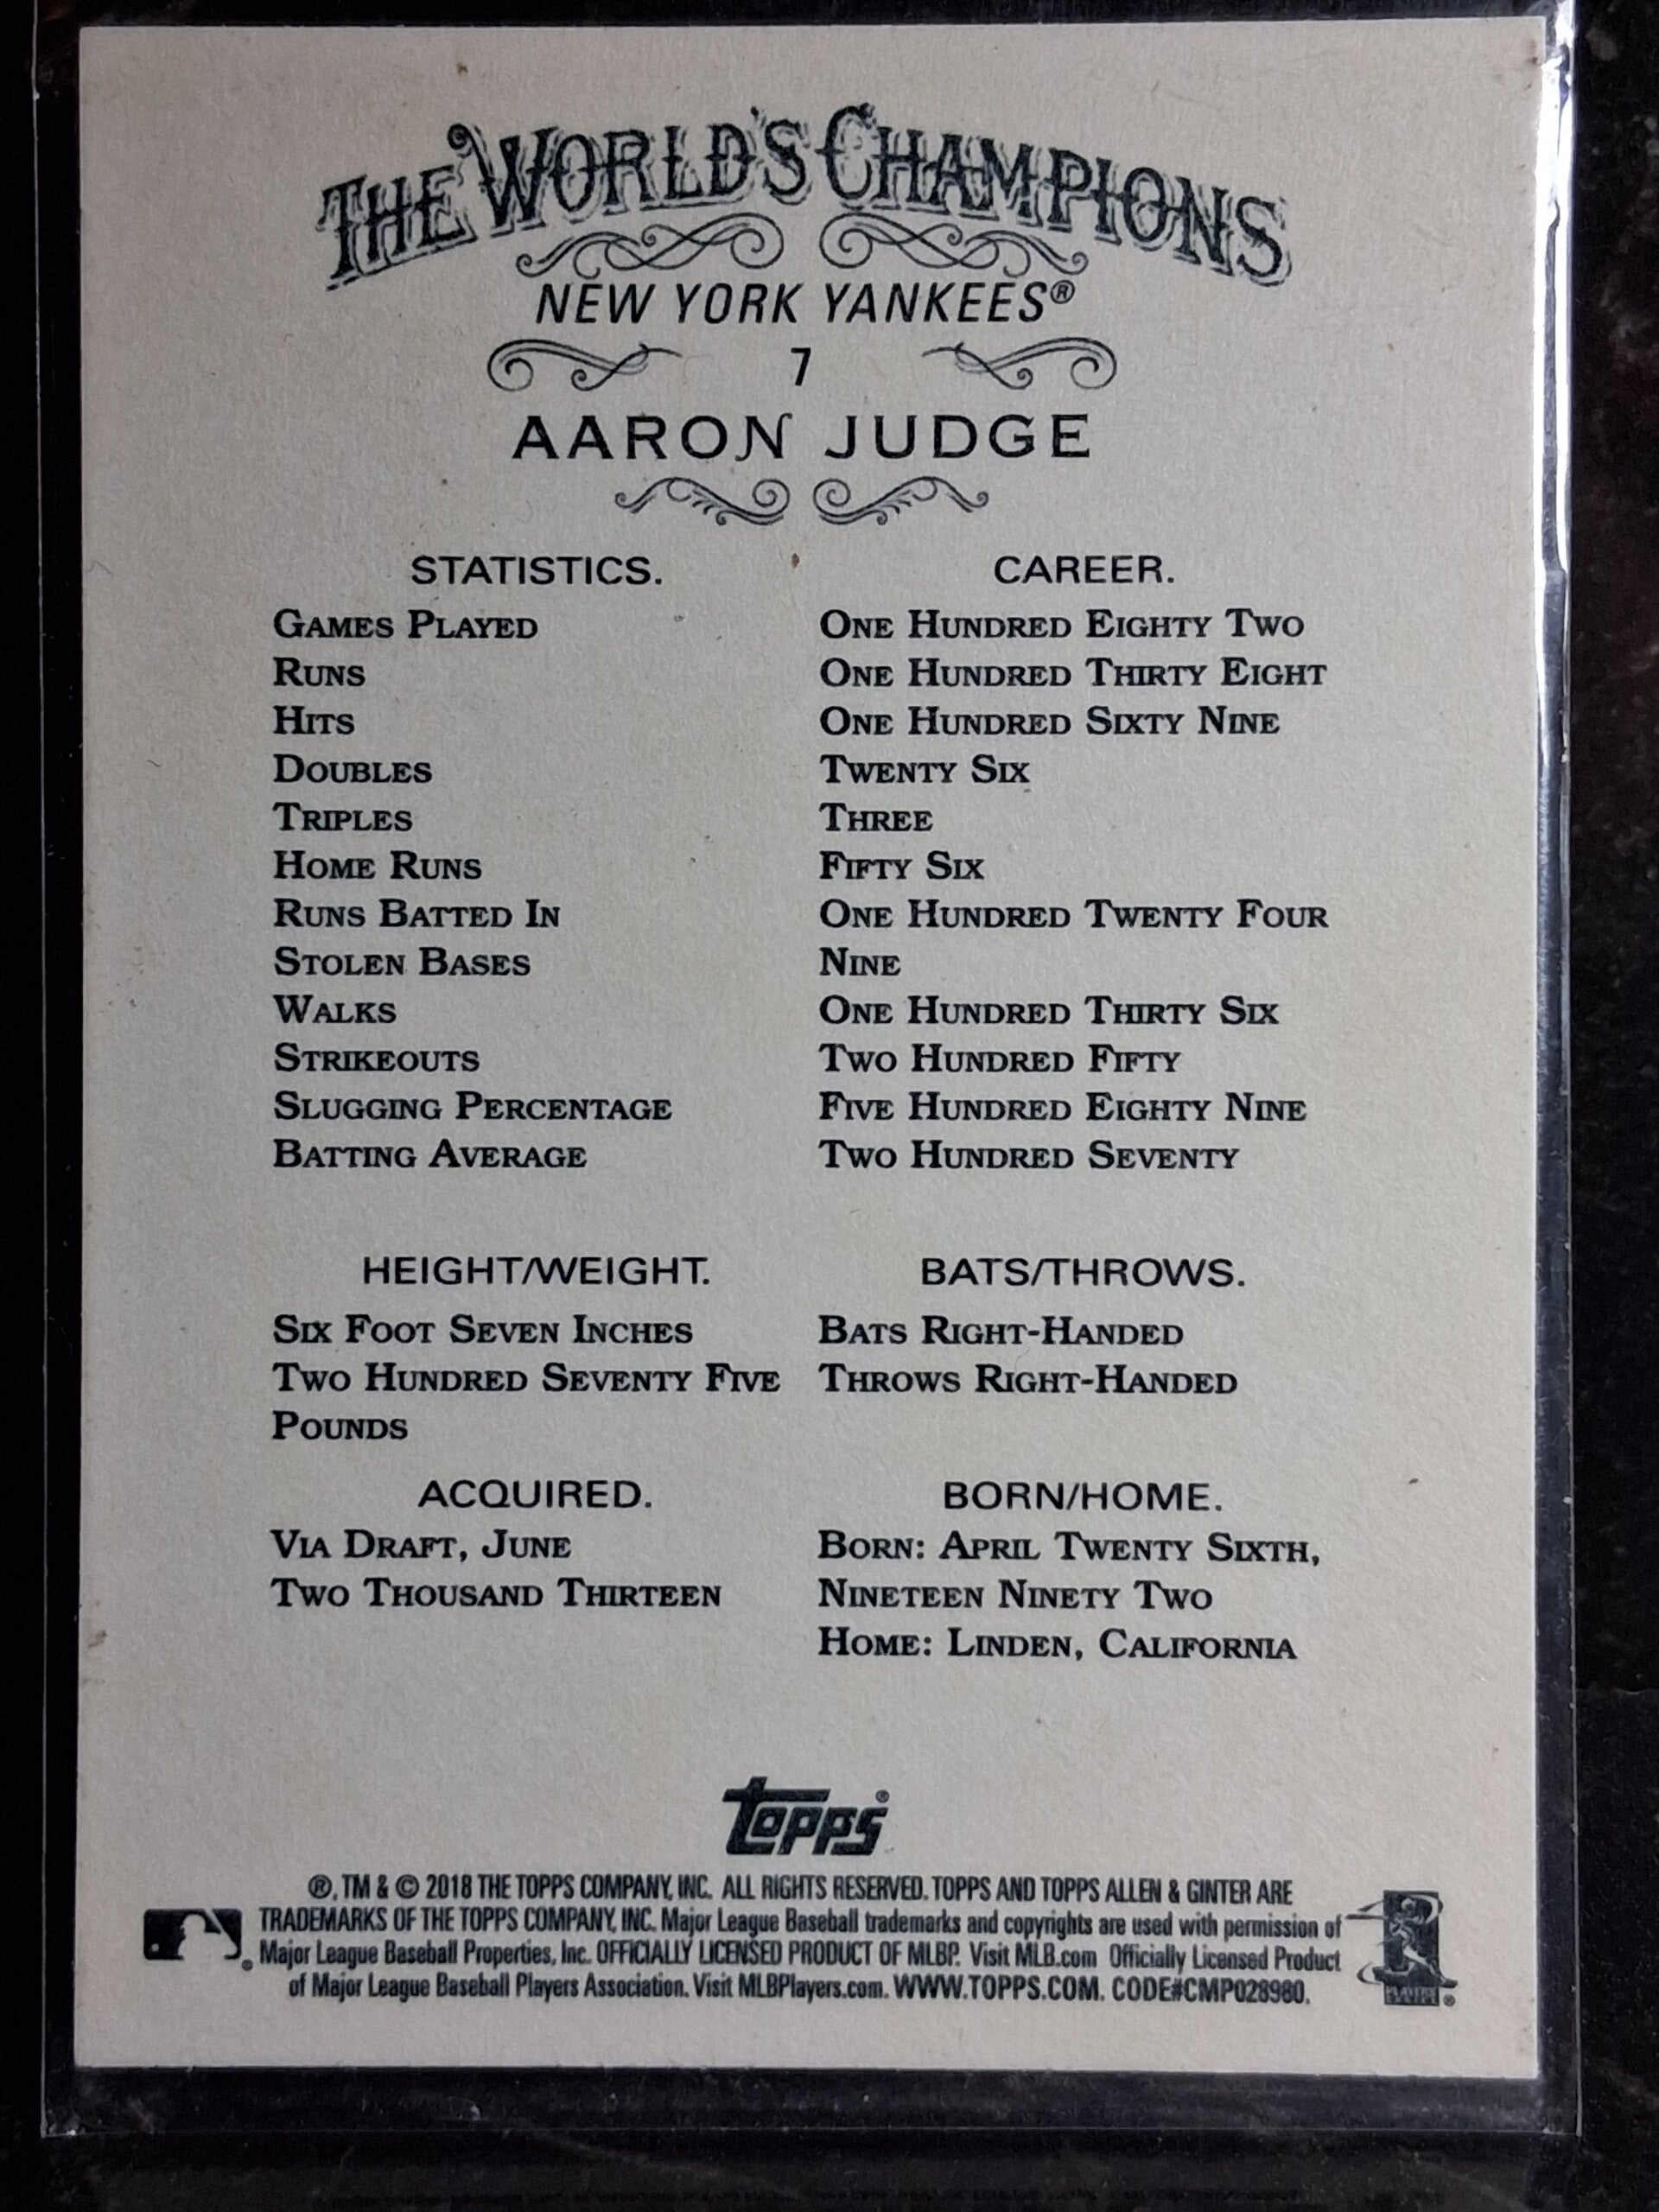 THE WORLD'S CHAMPIONS
NEW YORK YANKEES®
7
AARON JUDGE
STATISTICS. CAREER.
GAMES PLAYED ONE HUNDRED EIGHTY TWO
RUNS ONE HUNDRED THIRTY EIGHT
HITS ONE HUNDRED SIXTY NINE
DOUBLES TWENTY SIX
TRIPLES THREE
HOME RUNS FIFTY SIX
RUNS BATTED IN ONE HUNDRED TWENTY FOUR
STOLEN BASES NINE
WALKS ONE HUNDRED THIRTY SIX
STRIKEOUTS TWO HUNDRED FIFTY
SLUGGING PERCENTAGE FIVE HUNDRED EIGHTY NINE
BATTING AVERAGE TWO HUNDRED SEVENTY
HEIGHT/WEIGHT.
SIX FOOT SEVEN INCHES
TWO HUNDRED SEVENTY FIVE
POUNDS
BATS/THROWS.
BATS RIGHT-HANDED
THROWS RIGHT-HANDED
ACQUIRED.
VIA DRAFT, JUNE
TWO THOUSAND THIRTEEN
BORN/HOME.
BORN: APRIL TWENTY SIXTH,
NINETEEN NINETY TWO
HOME: LINDEN, CALIFORNIA
topps®
®, TM & © 2018 THE TOPPS COMPANY, INC. ALL RIGHTS RESERVED. TOPPS AND TOPPS ALLEN & GINTER ARE
TRADEMARKS OF THE TOPPS COMPANY, INC. Major League Baseball trademarks and copyrights are used with permission of
Major League Baseball Properties, Inc. OFFICIALLY LICENSED PRODUCT OF MLBP. Visit MLB.com Officially Licensed Product
of Major League Baseball Players Association. Visit MLBPlayers.com. WWW.TOPPS.COM. CODE#CMP028980.